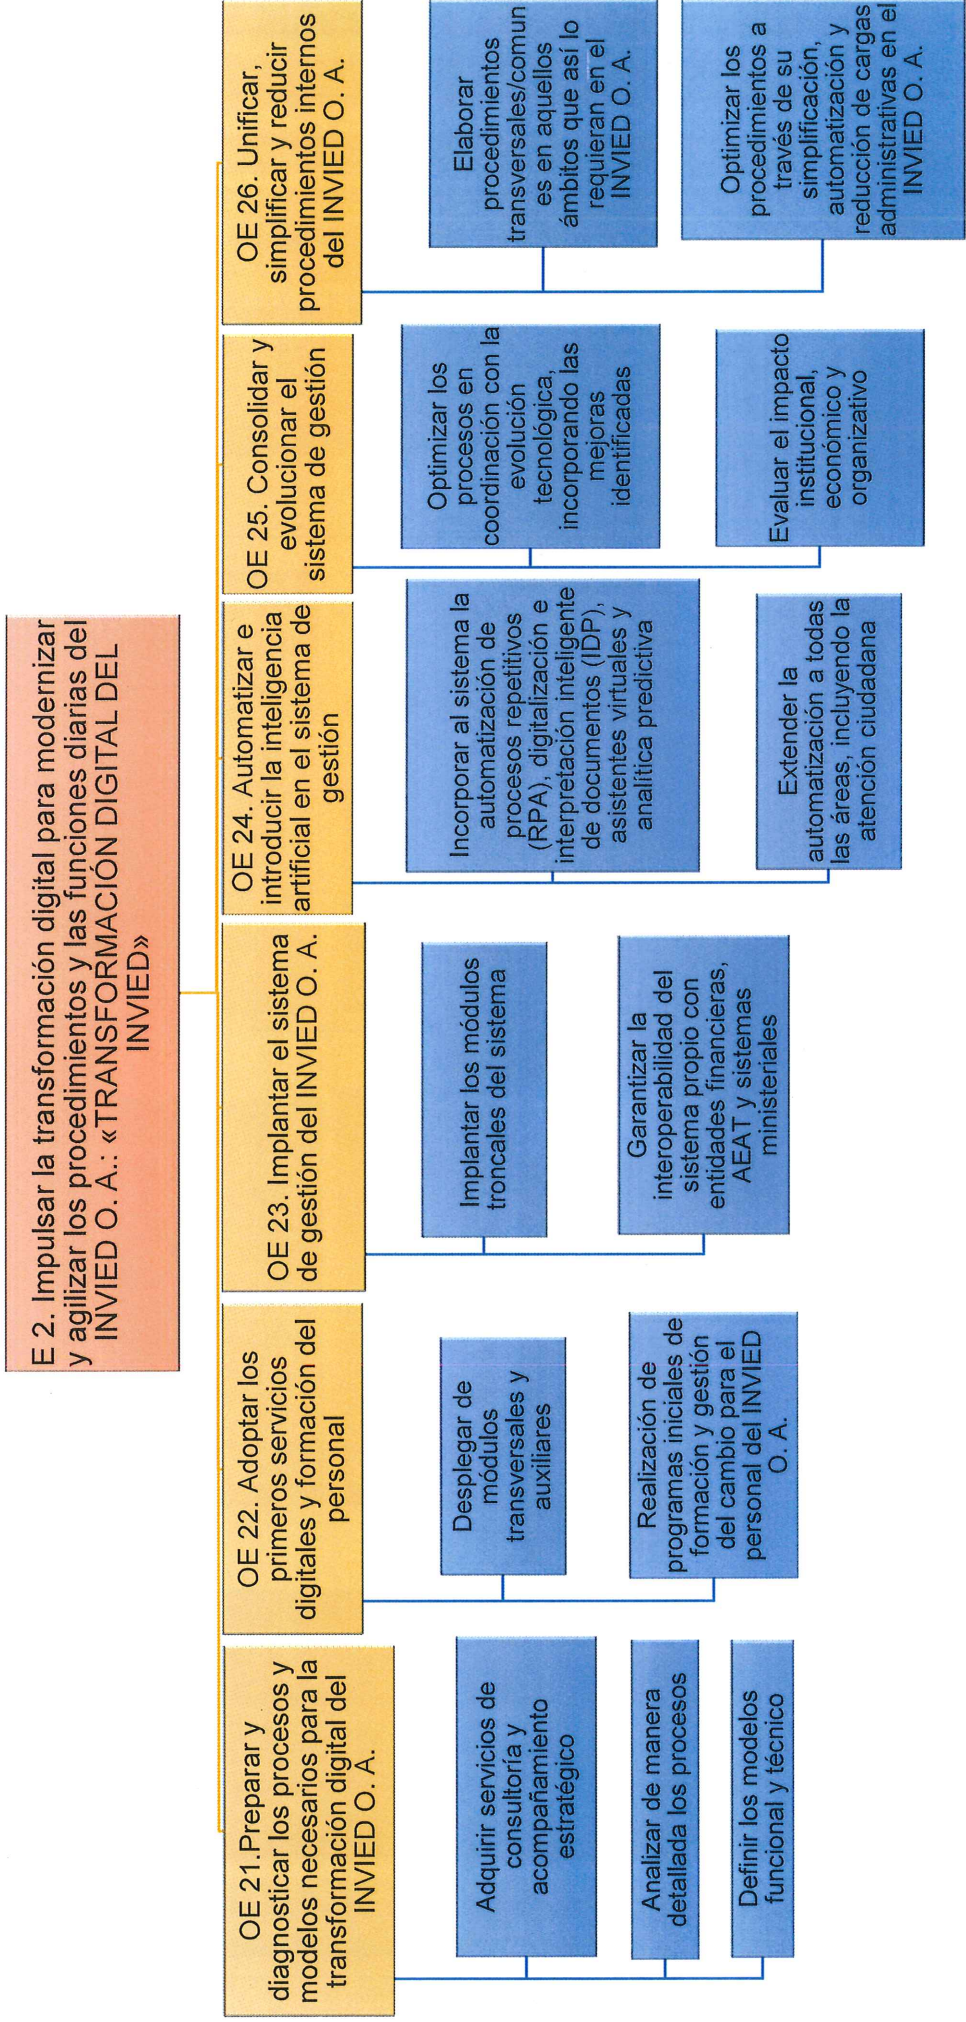 E 2. Impulsar la transformación digital para modernizar
y agilizar los procedimientos y las funciones diarias del
INVIED O. A.: «TRANSFORMACIÓN DIGITAL DEL
INVIED»
OE 21.Preparar y
diagnosticar los procesos y
modelos necesarios para la
transformación digital del
INVIED O. A.
Adquirir servicios de
consultoría y
acompañamiento
estratégico
Analizar de manera
detallada los procesos
Definir los modelos
funcional y técnico
OE 22. Adoptar los
primeros servicios
digitales y formación del
personal
Desplegar de
módulos
transversales y
auxiliares
Realización de
programas iniciales de
formación y gestión
del cambio para el
personal del INVIED
O. A.
OE 23. Implantar el sistema
de gestión del INVIED O. A.
Implantar los módulos
troncales del sistema
Garantizar la
interoperabilidad del
sistema propio con
entidades financieras,
AEAT y sistemas
ministeriales
OE 24. Automatizar e
introducir la inteligencia
artificial en el sistema de
gestión
Incorporar al sistema la
automatización de
procesos repetitivos
(RPA), digitalización e
interpretación inteligente
de documentos (IDP),
asistentes virtuales y
analítica predictiva
Extender la
automatización a todas
las áreas, incluyendo la
atención ciudadana
OE 25. Consolidar y
evolucionar el
sistema de gestión
Optimizar los
procesos en
coordinación con la
evolución
tecnológica,
incorporando las
mejoras
identificadas
Evaluar el impacto
institucional,
económico y
organizativo
OE 26. Unificar,
simplificar y reducir
procedimientos internos
del INVIED O. A.
Elaborar
procedimientos
transversales/comun
es en aquellos
ámbitos que así lo
requieran en el
INVIED O. A.
Optimizar los
procedimientos a
través de su
simplificación,
automatización y
reducción de cargas
administrativas en el
INVIED O. A.